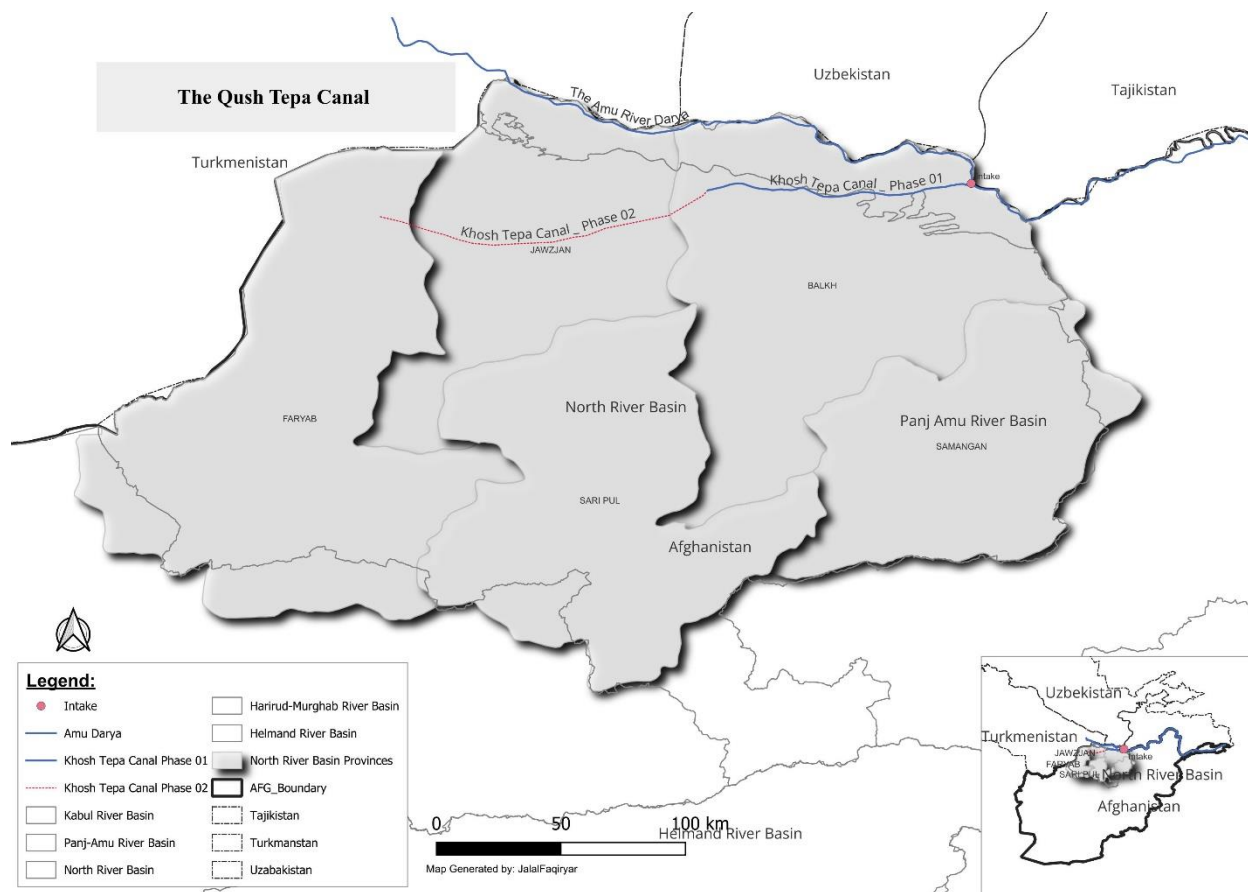 The Qush Tepa Canal
Uzbekistan
Tajikistan
The Amu River Darya
Turkmenistan
Khosh Tepa Canal _ Phase 01
Intake
Khosh Tepa Canal _ Phase 02
JAWZJAN
BALKH
North River Basin
FARYAB
Panj Amu River Basin
SAMANGAN
SARI PUL
Afghanistan
Legend:
Intake
Amu Darya
Khosh Tepa Canal Phase 01
Khosh Tepa Canal Phase 02
Kabul River Basin
Panj-Amu River Basin
North River Basin
Harirud-Murghab River Basin
Helmand River Basin
North River Basin Provinces
AFG_Boundary
Tajikistan
Turkmanstan
Uzabakistan
0 50 100 km
Helmand River Basin
Map Generated by: JalalFaqiryar
Uzbekistan
Turkmenistan
JAWZJAN
Intake
FARYAB
SARI PUL
North River Basin
Afghanistan